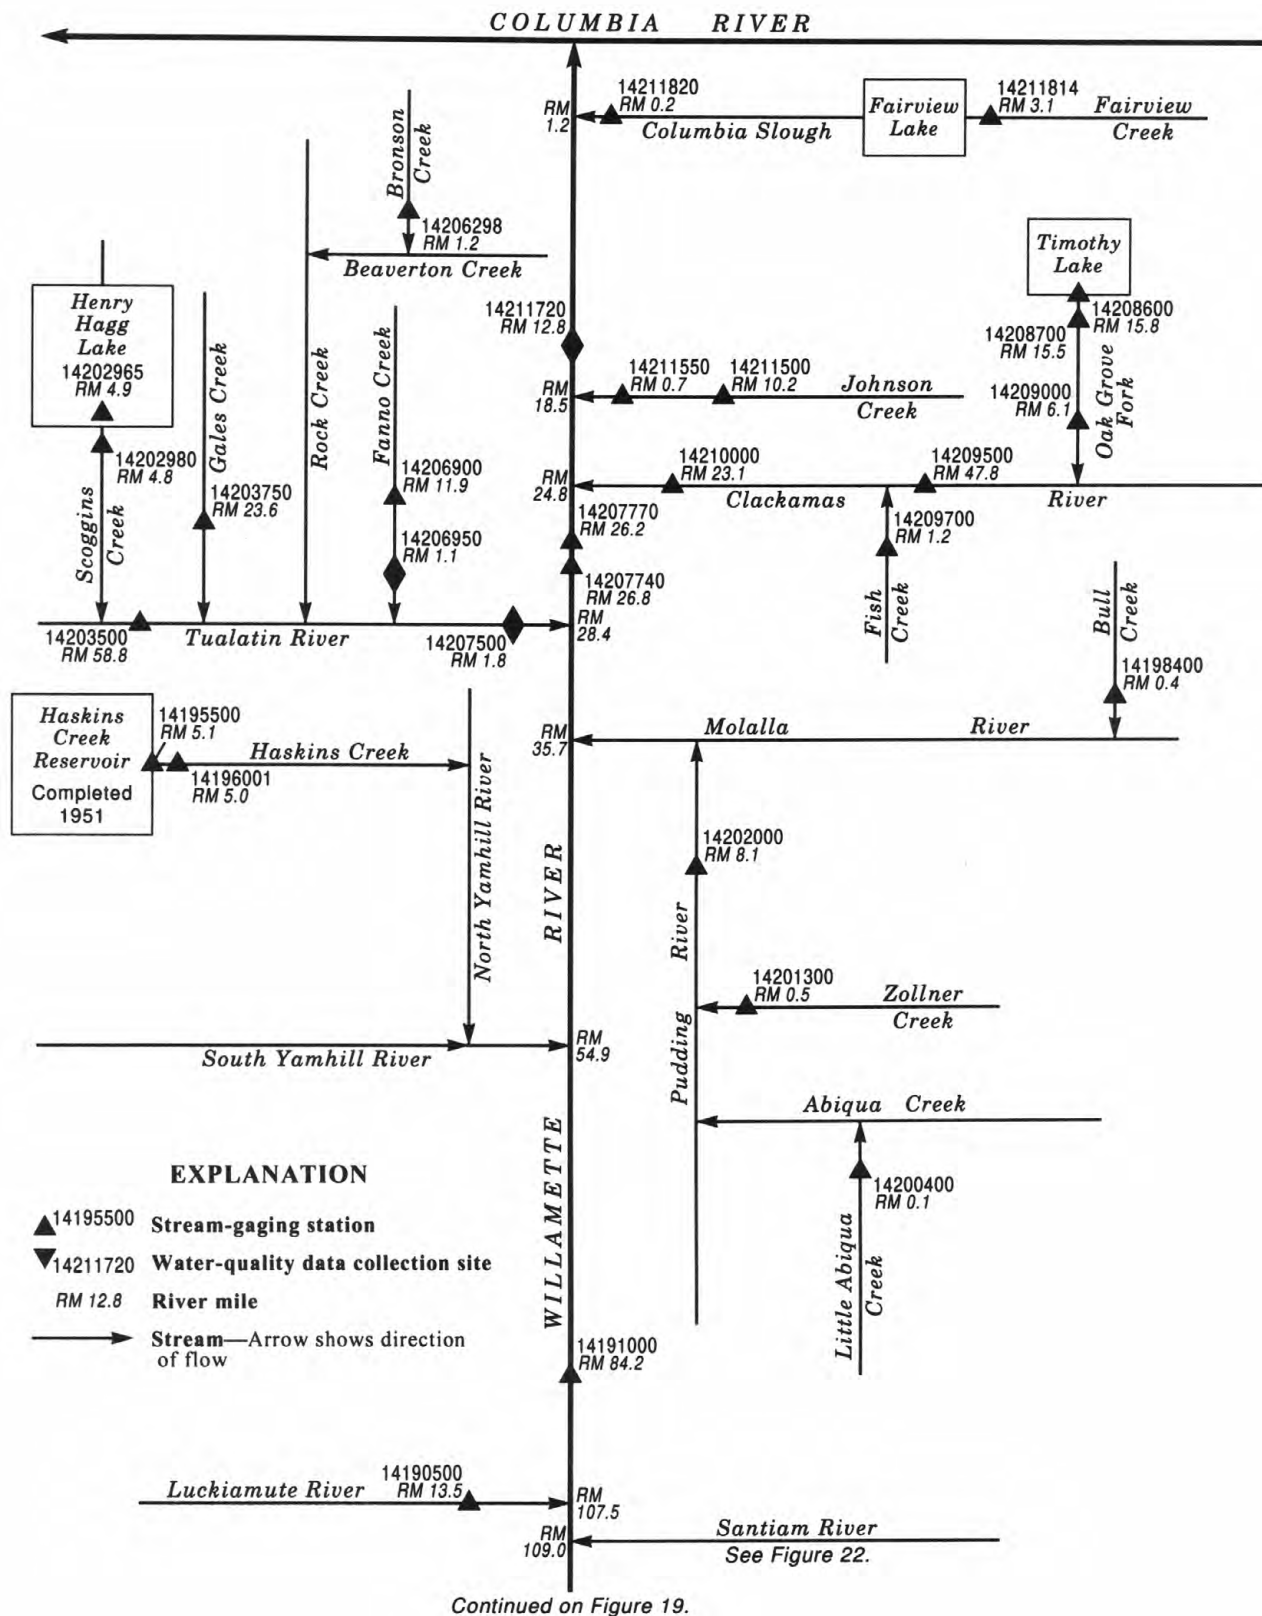 COLUMBIA RIVER
14211820
RM 0.2
RM
1.2
Columbia Slough
Fairview
Lake
14211814
RM 3.1
Fairview
Creek
Bronson
Creek
14206298
RM 1.2
Beaverton Creek
Timothy
Lake
14208600
RM 15.8
14208700
RM 15.5
14209000
RM 6.1
Oak Grove
Fork
Henry
Hagg
Lake
14202965
RM 4.9
14202980
RM 4.8
Scoggins
Creek
Gales Creek
14203750
RM 23.6
Rock Creek
Fanno Creek
14206900
RM 11.9
14206950
RM 1.1
14211720
RM 12.8
14211550
RM 0.7
14211500
RM 10.2
Johnson
Creek
RM
18.5
14210000
RM 23.1
14209500
RM 47.8
RM
24.8
Clackamas
River
14207770
RM 26.2
14209700
RM 1.2
Fish
Creek
14207740
RM 26.8
RM
28.4
14203500
RM 58.8
Tualatin River
14207500
RM 1.8
Bull
Creek
14198400
RM 0.4
Haskins
Creek
Reservoir
Completed
1951
14195500
RM 5.1
14196001
RM 5.0
Haskins Creek
North Yamhill River
RM
35.7
Molalla
River
14202000
RM 8.1
Pudding River
14201300
RM 0.5
Zollner
Creek
South Yamhill River
RM
54.9
Abiqua Creek
14200400
RM 0.1
Little Abiqua
Creek
WILLAMETTE RIVER
EXPLANATION
14195500 Stream-gaging station
14211720 Water-quality data collection site
RM 12.8 River mile
Stream—Arrow shows direction
of flow
14191000
RM 84.2
Luckiamute River
14190500
RM 13.5
RM
107.5
RM
109.0
Santiam River
See Figure 22.
Continued on Figure 19.